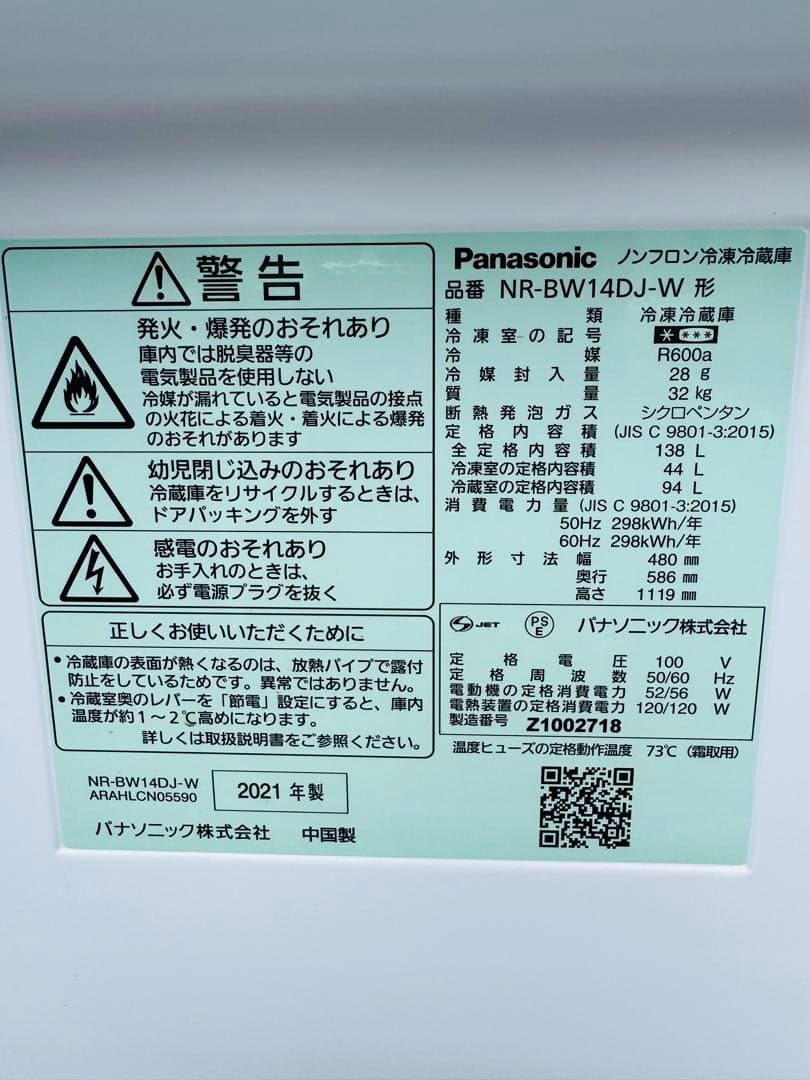 警告
発火・爆発のおそれあり
庫内では脱臭器等の
電気製品を使用しない
冷媒が漏れていると電気製品の接点
の火花による着火・着火による爆発
のおそれがあります
幼児閉じ込みのおそれあり
冷蔵庫をリサイクルするときは、
ドアパッキングを外す
感電のおそれあり
お手入れのときは、
必ず電源プラグを抜く
正しくお使いいただくために
・冷蔵庫の表面が熱くなるのは、放熱パイプで露付
防止をしているためです。異常ではありません。
・冷蔵室奥のレバーを「節電」設定にすると、庫内
温度が約1～2℃高めになります。
詳しくは取扱説明書をご参照ください。
NR-BW14DJ-W
ARAHLCN05590
2021 年製
パナソニック株式会社 中国製
Panasonic ノンフロン冷凍冷蔵庫
品番 NR-BW14DJ-W 形
種類 冷凍冷蔵庫
冷凍室の記号 * ***
冷媒 R600a
冷媒封入量 28 g
質量 32 kg
断熱発泡ガス シクロペンタン
定格内容積 (JIS C 9801-3:2015)
全定格内容積 138 L
冷凍室の定格内容積 44 L
冷蔵室の定格内容積 94 L
消費電力量 (JIS C 9801-3:2015)
50Hz 298kWh/年
60Hz 298kWh/年
外形寸法 幅 480 mm
奥行 586 mm
高さ 1119 mm
JET PS E パナソニック株式会社
定格電圧 100 V
定格周波数 50/60 Hz
電動機の定格消費電力 52/56 W
電熱装置の定格消費電力 120/120 W
製造番号 Z1002718
温度ヒューズの定格動作温度 73℃（霜取用）